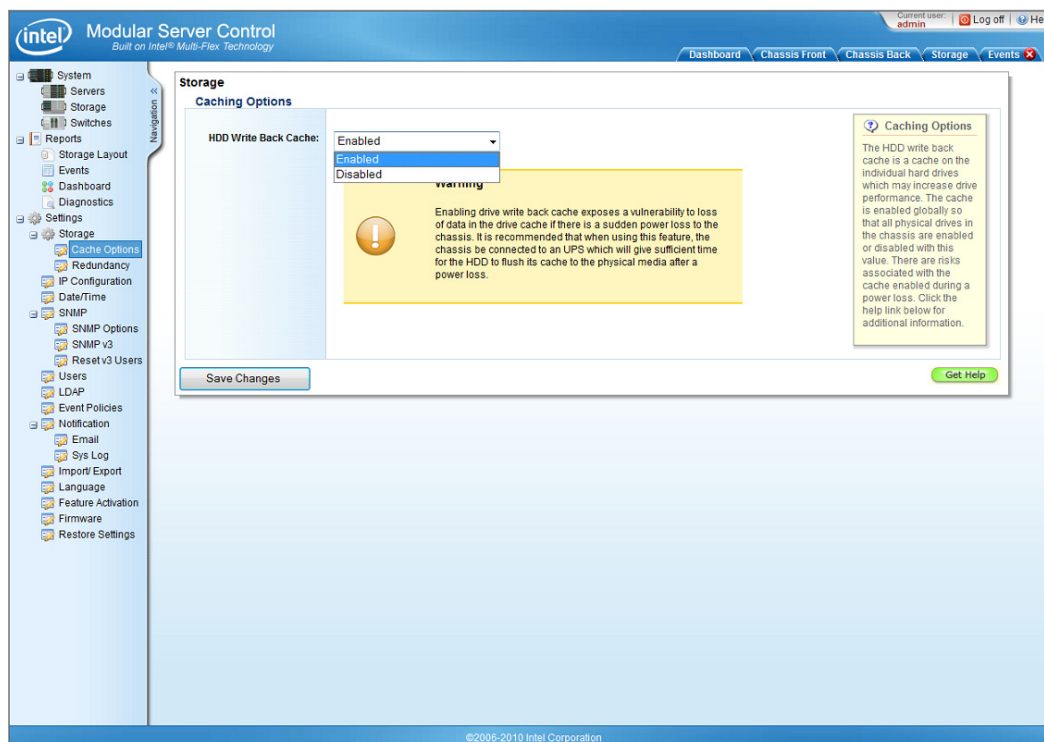 intel
Modular Server Control
Built on Intel® Multi-Flex Technology
Current user:
admin
Log off
He
Dashboard
Chassis Front
Chassis Back
Storage
Events
System
Servers
Storage
Switches
Reports
Storage Layout
Events
Dashboard
Diagnostics
Settings
Storage
Cache Options
Redundancy
IP Configuration
Date/Time
SNMP
SNMP Options
SNMP v3
Reset v3 Users
Users
LDAP
Event Policies
Notification
Email
Sys Log
Import/ Export
Language
Feature Activation
Firmware
Restore Settings
«
Navigation
Storage
Caching Options
HDD Write Back Cache:
Enabled
Enabled
Disabled
Warning
Enabling drive write back cache exposes a vulnerability to loss
of data in the drive cache if there is a sudden power loss to the
chassis. It is recommended that when using this feature, the
chassis be connected to an UPS which will give sufficient time
for the HDD to flush its cache to the physical media after a
power loss.
Caching Options
The HDD write back
cache is a cache on the
individual hard drives
which may increase drive
performance. The cache
is enabled globally so
that all physical drives in
the chassis are enabled
or disabled with this
value. There are risks
associated with the
cache enabled during a
power loss. Click the
help link below for
additional information.
Save Changes
Get Help
©2006-2010 Intel Corporation